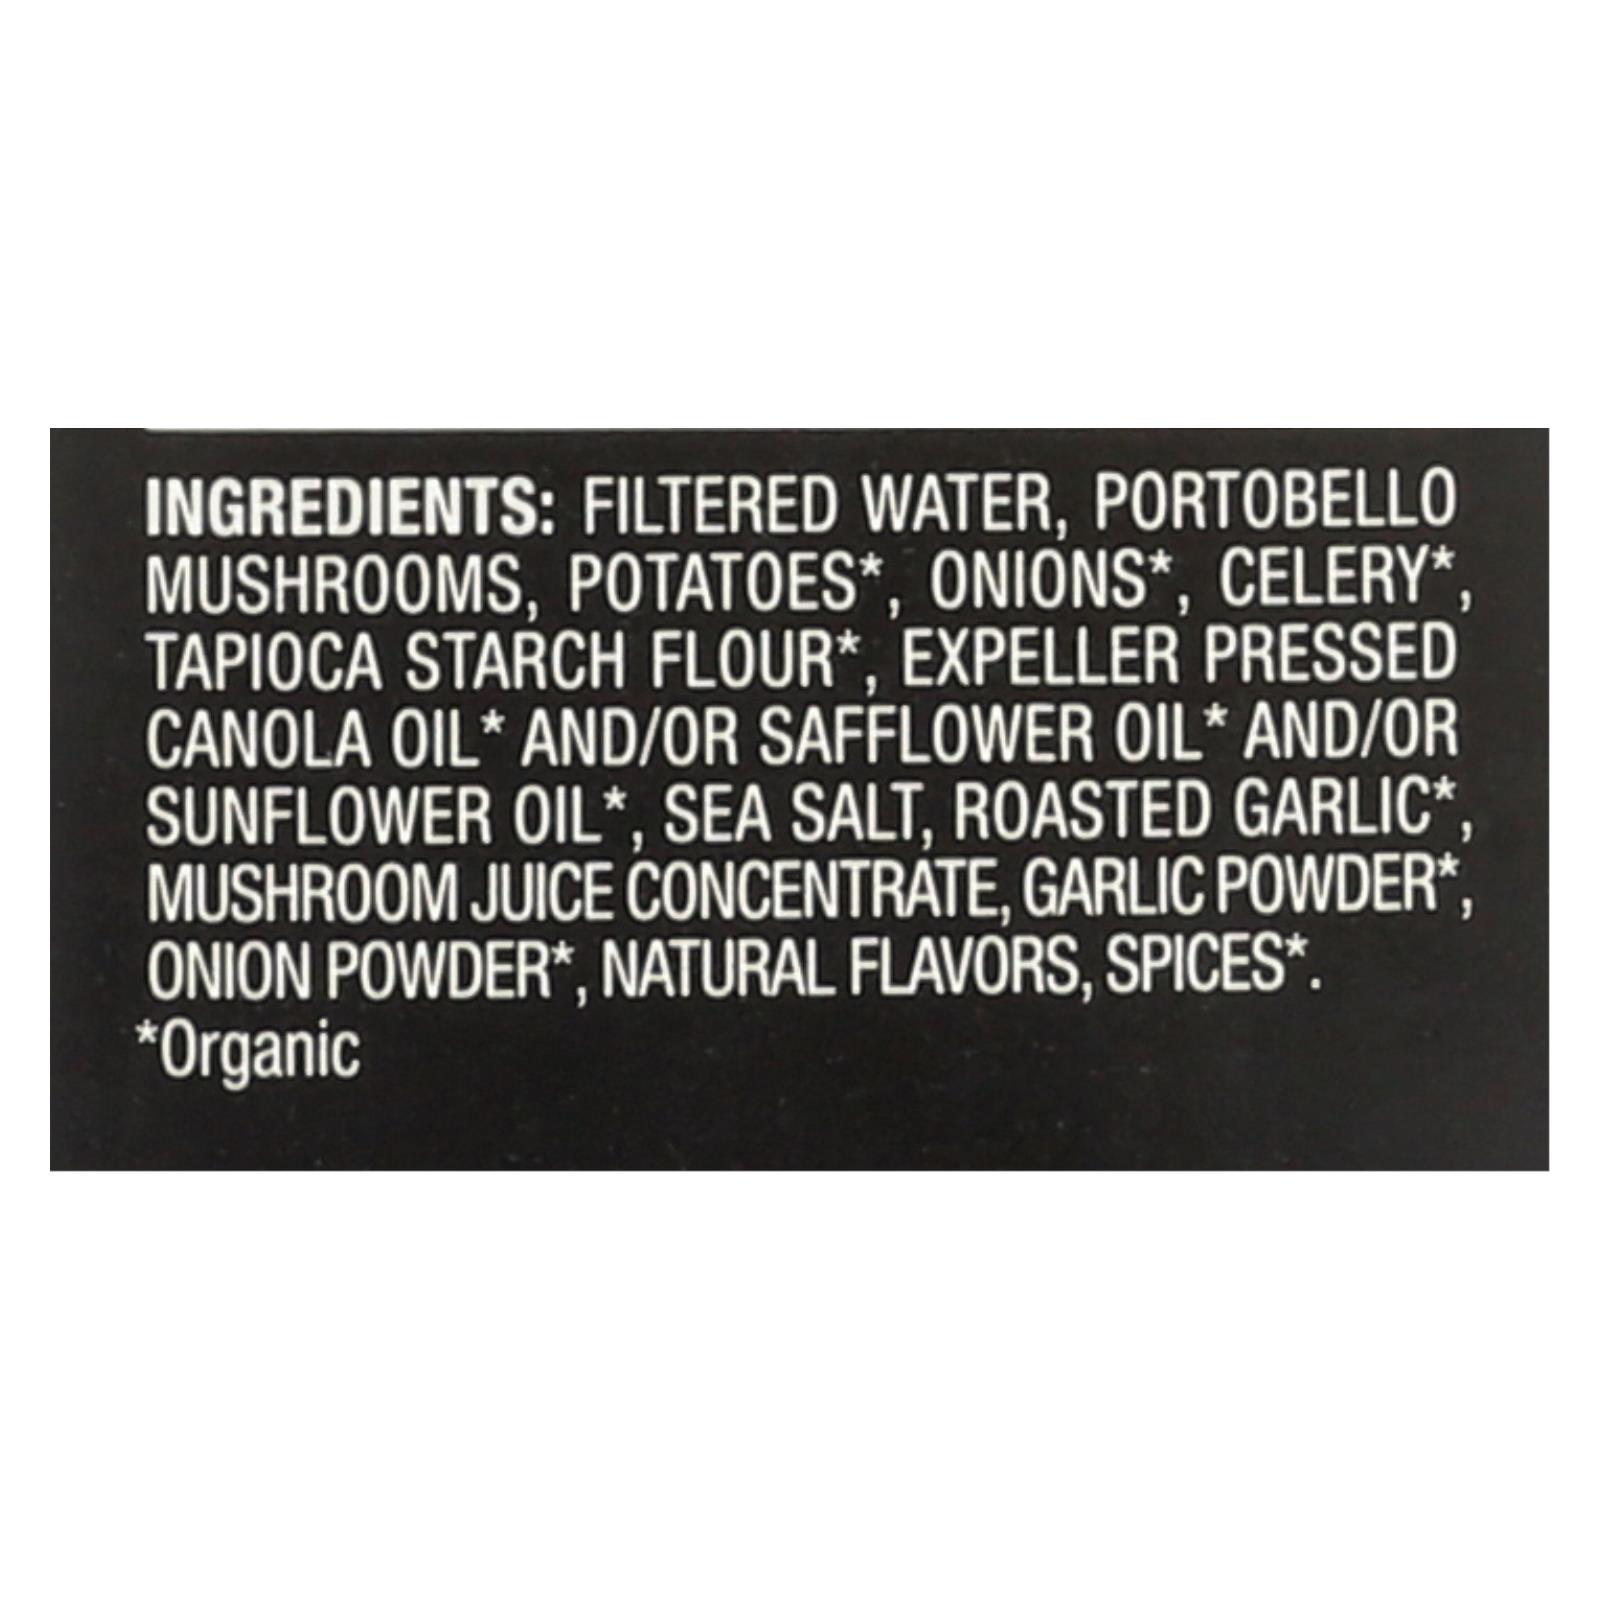 INGREDIENTS: FILTERED WATER, PORTOBELLO
MUSHROOMS, POTATOES*, ONIONS*, CELERY*,
TAPIOCA STARCH FLOUR*, EXPELLER PRESSED
CANOLA OIL* AND/OR SAFFLOWER OIL* AND/OR
SUNFLOWER OIL*, SEA SALT, ROASTED GARLIC*,
MUSHROOM JUICE CONCENTRATE, GARLIC POWDER*,
ONION POWDER*, NATURAL FLAVORS, SPICES*.
*Organic